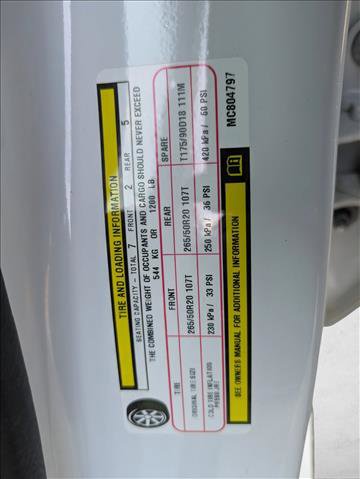 TIRE AND LOADING INFORMATION
SEATING CAPACITY - TOTAL 7 FRONT 2 REAR 5
THE COMBINED WEIGHT OF OCCUPANTS AND CARGO SHOULD NEVER EXCEED
544 KG OR 1200 LB
TIRE FRONT REAR SPARE
ORIGINAL TIRE SIZE 265/50R20 107T 265/50R20 107T T175/90D18 111M
COLD TIRE INFLATION PRESSURE 230 kPa / 33 PSI 250 kPa / 36 PSI 420 kPa / 60 PSI
SEE OWNERS MANUAL FOR ADDITIONAL INFORMATION
MC804797